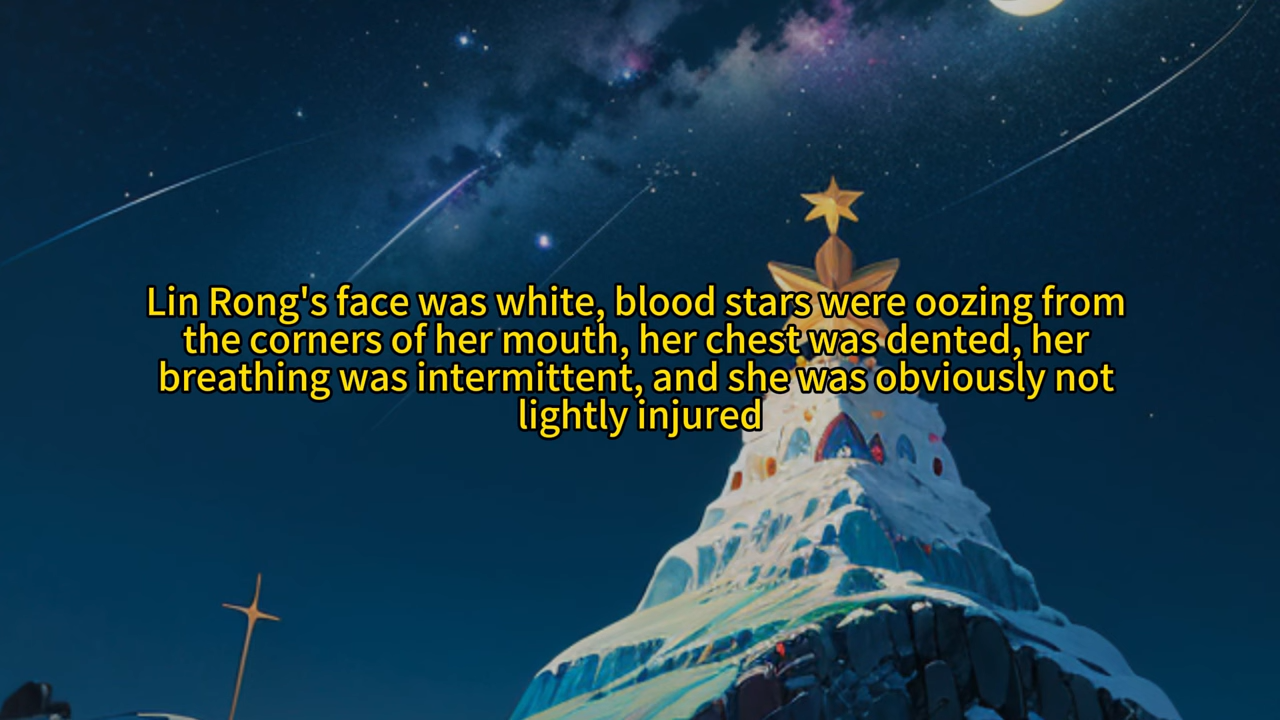 Lin Rong's face was white, blood stars were oozing from
the corners of her mouth, her chest was dented, her
breathing was intermittent, and she was obviously not
lightly injured